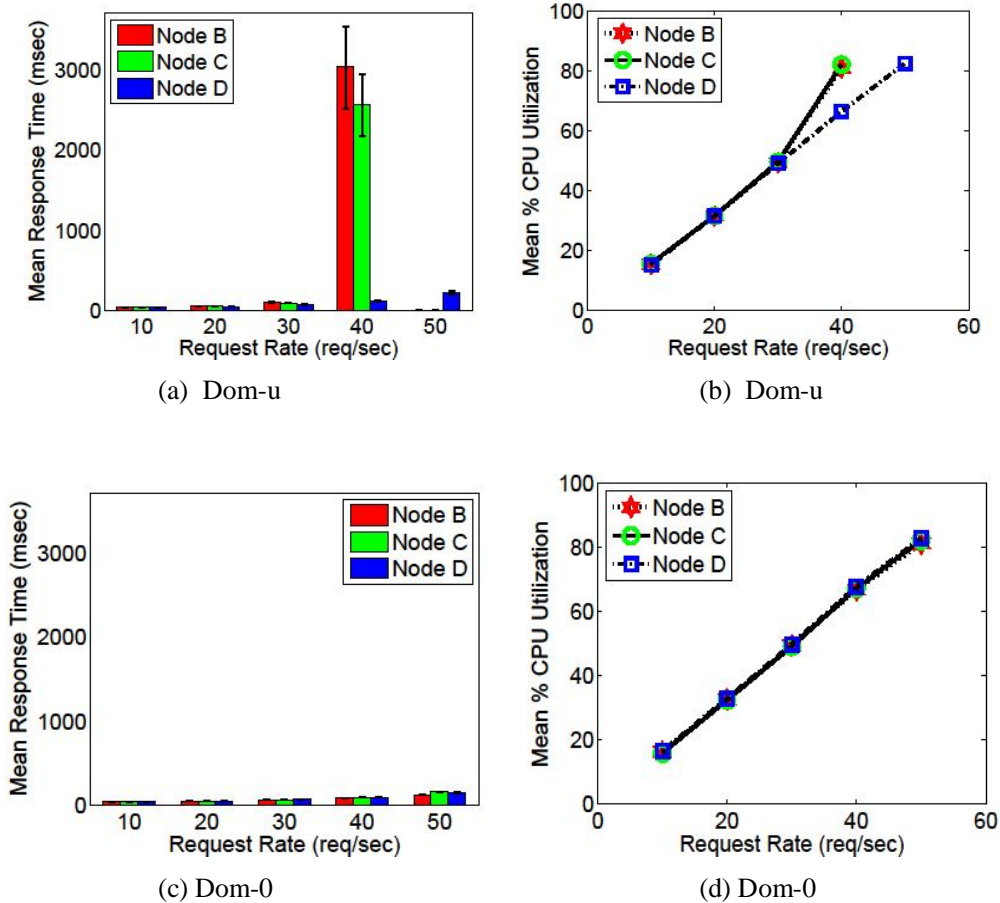 Mean Response Time (msec)
3000
2000
1000
0
10 20 30 40 50
Request Rate (req/sec)
Node B
Node C
Node D
(a) Dom-u
Mean % CPU Utilization
100
80
60
40
20
0
0 20 40 60
Request Rate (req/sec)
Node B
Node C
Node D
(b) Dom-u
Mean Response Time (msec)
3000
2000
1000
0
10 20 30 40 50
Request Rate (req/sec)
Node B
Node C
Node D
(c) Dom-0
Mean % CPU Utilization
100
80
60
40
20
0
0 20 40 60
Request Rate (req/sec)
Node B
Node C
Node D
(d) Dom-0